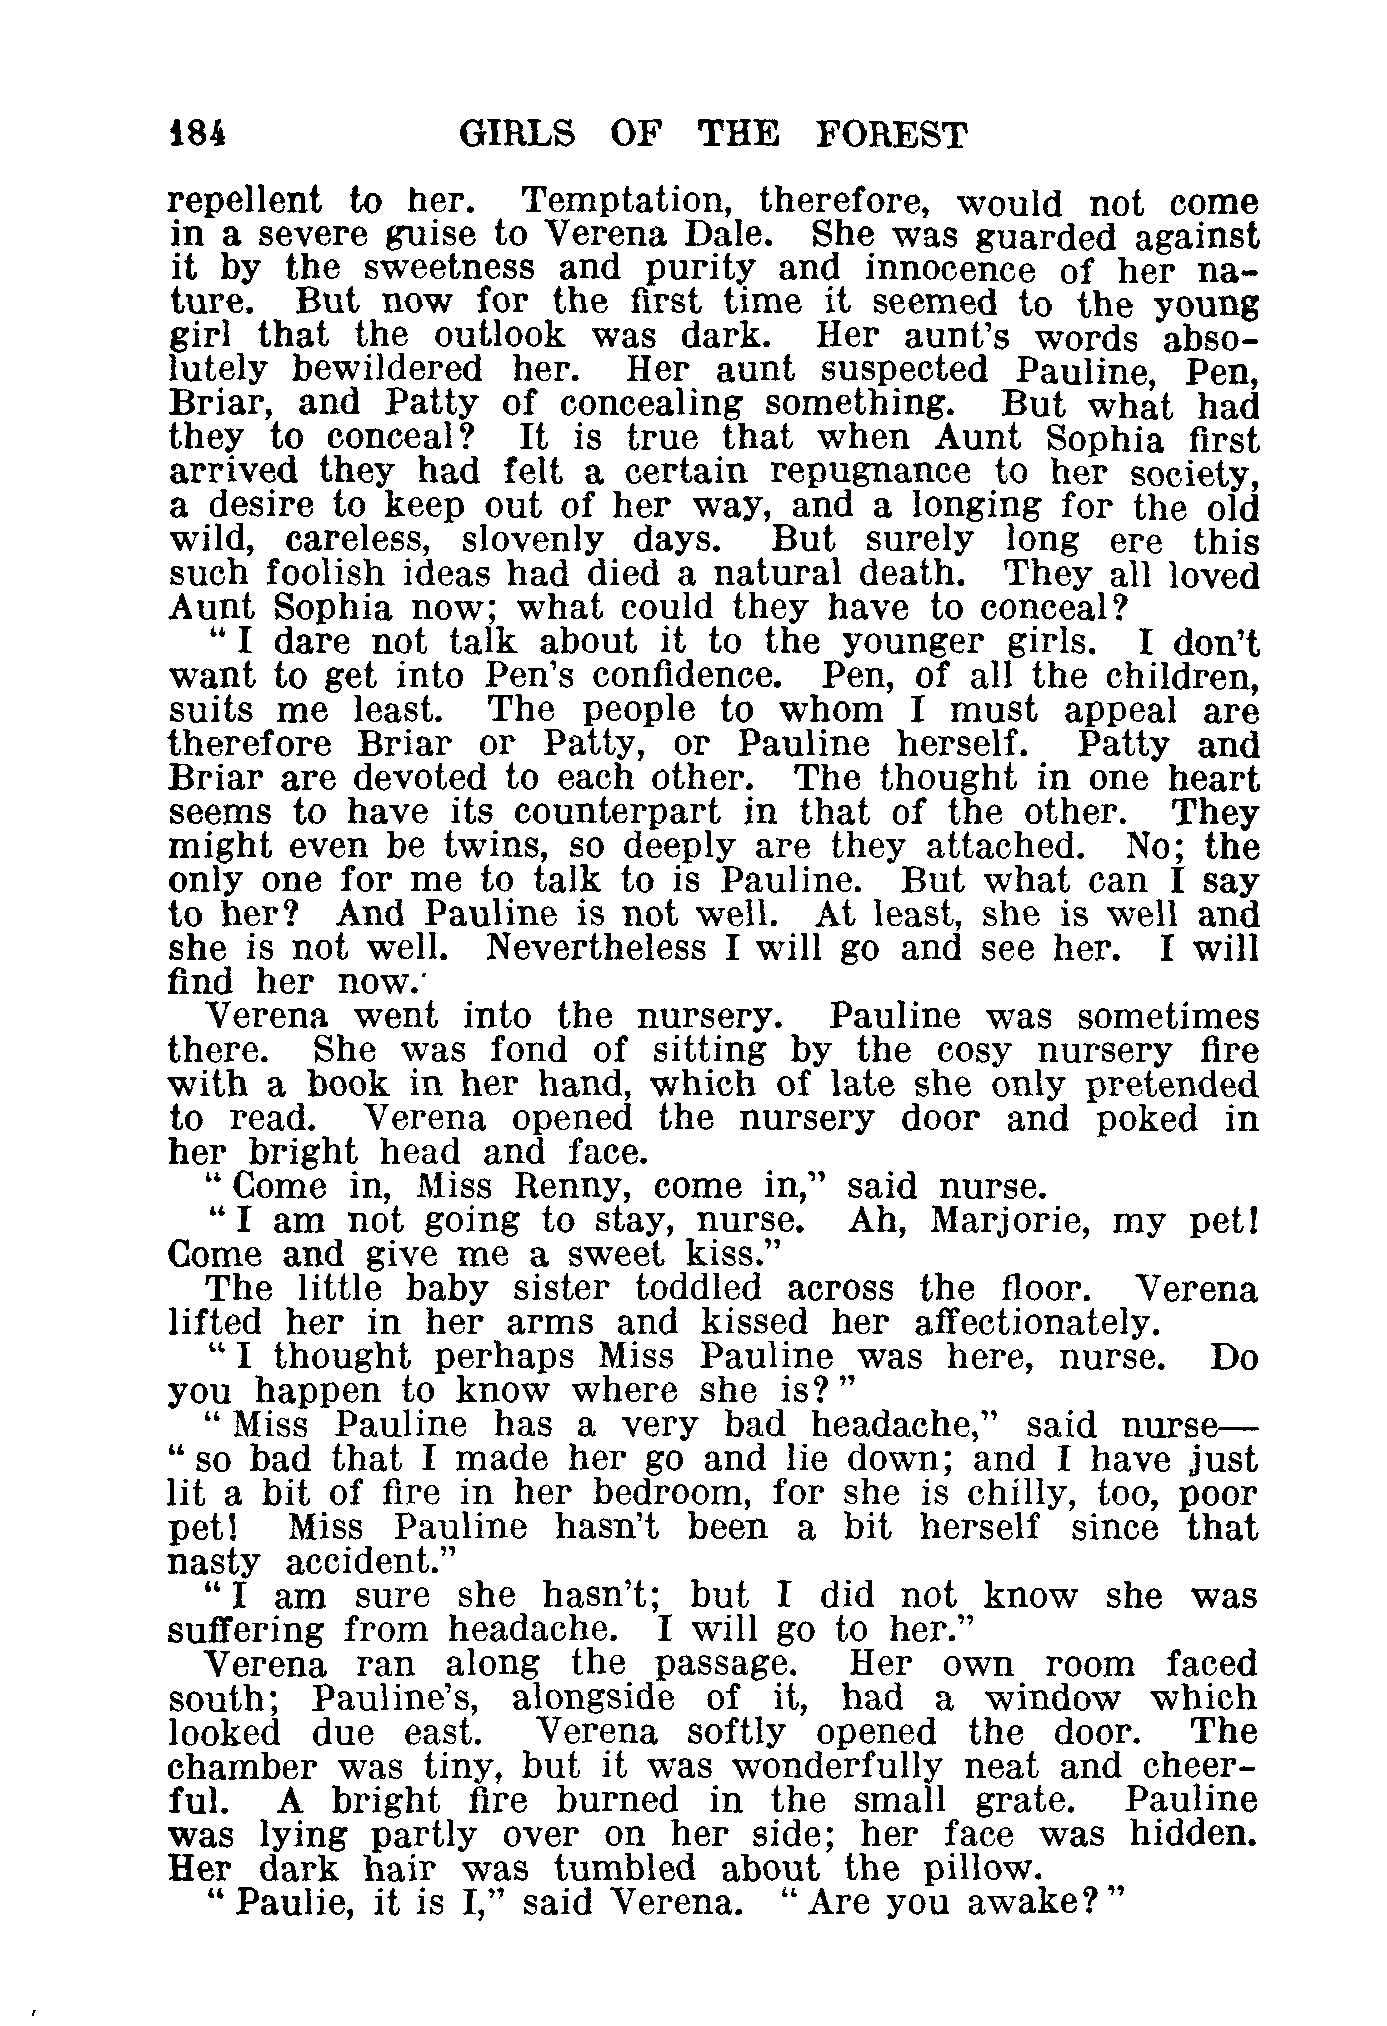 184 GIRLS OF THE FOREST
repellent to her. Temptation, therefore, would not come
in a severe guise to Verena Dale. She was guarded against
it by the sweetness and purity and innocence of her na-
ture. But now for the first time it seemed to the young
girl that the outlook was dark. Her aunt's words abso-
lutely bewildered her. Her aunt suspected Pauline, Pen,
Briar, and Patty of concealing something. But what had
they to conceal? It is true that when Aunt Sophia first
arrived they had felt a certain repugnance to her society,
a desire to keep out of her way, and a longing for the old
wild, careless, slovenly days. But surely long ere this
such foolish ideas had died a natural death. They all loved
Aunt Sophia now; what could they have to conceal?
“I dare not talk about it to the younger girls. I don't
want to get into Pen's confidence. Pen, of all the children,
suits me least. The people to whom I must appeal are
therefore Briar or Patty, or Pauline herself. Patty and
Briar are devoted to each other. The thought in one heart
seems to have its counterpart in that of the other. They
might even be twins, so deeply are they attached. No; the
only one for me to talk to is Pauline. But what can I say
to her? And Pauline is not well. At least, she is well and
she is not well. Nevertheless I will go and see her. I will
find her now.'
Verena went into the nursery. Pauline was sometimes
there. She was fond of sitting by the cosy nursery fire
with a book in her hand, which of late she only pretended
to read. Verena opened the nursery door and poked in
her bright head and face.
“Come in, Miss Renny, come in,” said nurse.
“I am not going to stay, nurse. Ah, Marjorie, my pet!
Come and give me a sweet kiss.”
The little baby sister toddled across the floor. Verena
lifted her in her arms and kissed her affectionately.
“I thought perhaps Miss Pauline was here, nurse. Do
you happen to know where she is?”
“Miss Pauline has a very bad headache,” said nurse—
“so bad that I made her go and lie down; and I have just
lit a bit of fire in her bedroom, for she is chilly, too, poor
pet! Miss Pauline hasn't been a bit herself since that
nasty accident.”
“I am sure she hasn't; but I did not know she was
suffering from headache. I will go to her.”
Verena ran along the passage. Her own room faced
south; Pauline's, alongside of it, had a window which
looked due east. Verena softly opened the door. The
chamber was tiny, but it was wonderfully neat and cheer-
ful. A bright fire burned in the small grate. Pauline
was lying partly over on her side; her face was hidden.
Her dark hair was tumbled about the pillow.
“Paulie, it is I,” said Verena. “Are you awake?”